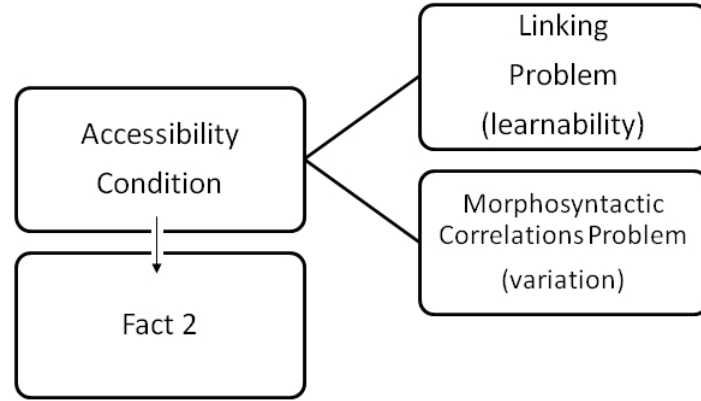 Accessibility
Condition
Fact 2
Linking
Problem
(learnability)
Morphosyntactic
Correlations Problem
(variation)